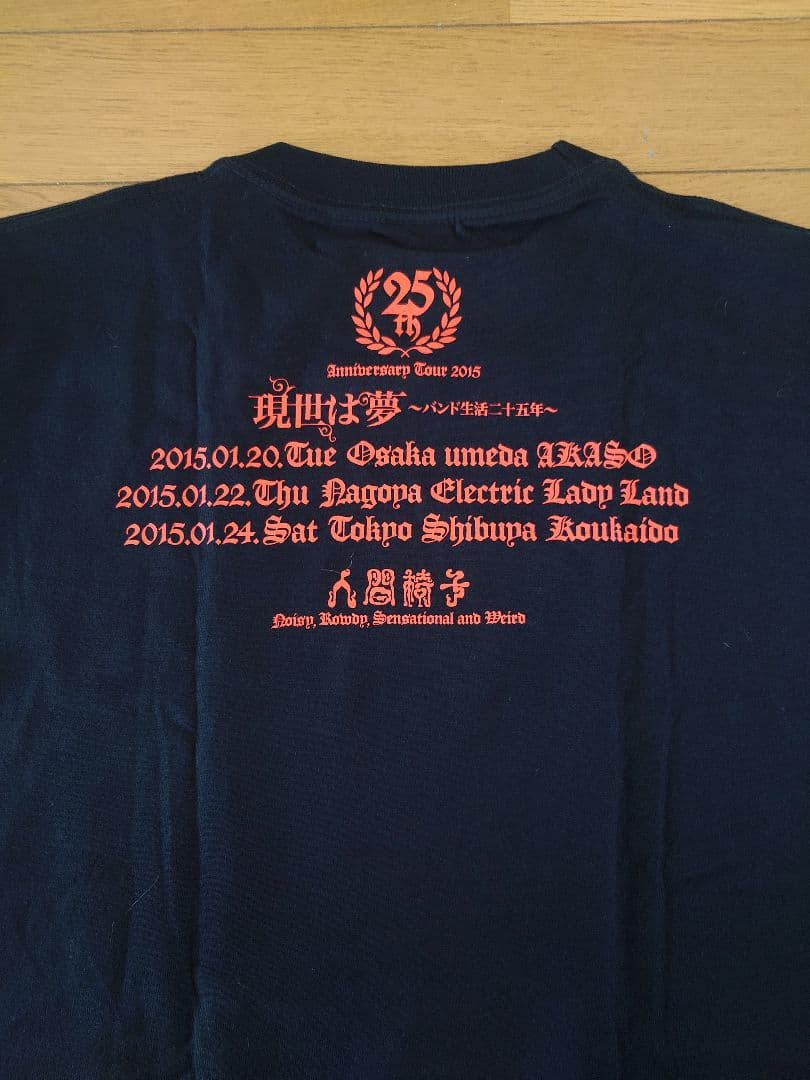 25
th
Anniversary Tour 2015
現世は夢 ～バンド生活二十五年～
2015.01.20.Tue Osaka umeda AKASO
2015.01.22.Thu Nagoya Electric Lady Land
2015.01.24.Sat Tokyo Shibuya Koukaido
人間椅子
Noisy, Rowdy, Sensational and Weird